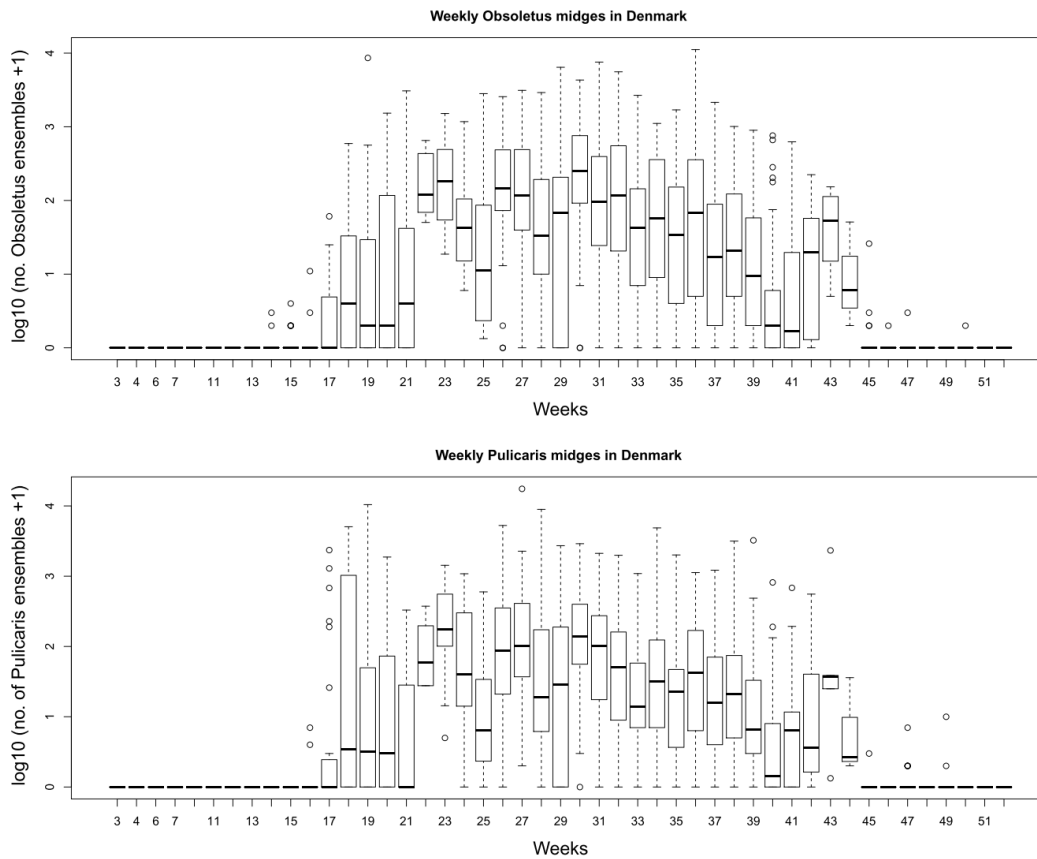 Weekly Obsoletus midges in Denmark
log10 (no. Obsoletus ensembles +1)
4
3
2
1
0
3 4 6 7 11 13 15 17 19 21 23 25 27 29 31 33 35 37 39 41 43 45 47 49 51
Weeks
Weekly Pulicaris midges in Denmark
log10 (no. of Pulicaris ensembles +1)
4
3
2
1
0
3 4 6 7 11 13 15 17 19 21 23 25 27 29 31 33 35 37 39 41 43 45 47 49 51
Weeks